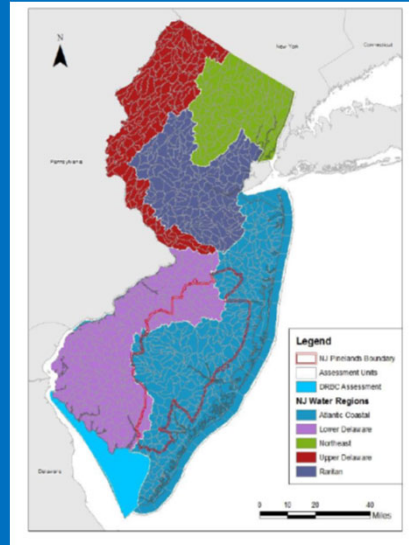 New York
Connecticut
N
Pennsylvania
Legend
NJ Pinelands Boundary
Assessment Units
DRBC Assessment
NJ Water Regions
Atlantic Coastal
Lower Delaware
Northeast
Upper Delaware
Raritan
Delaware
0 10 20 40
Miles